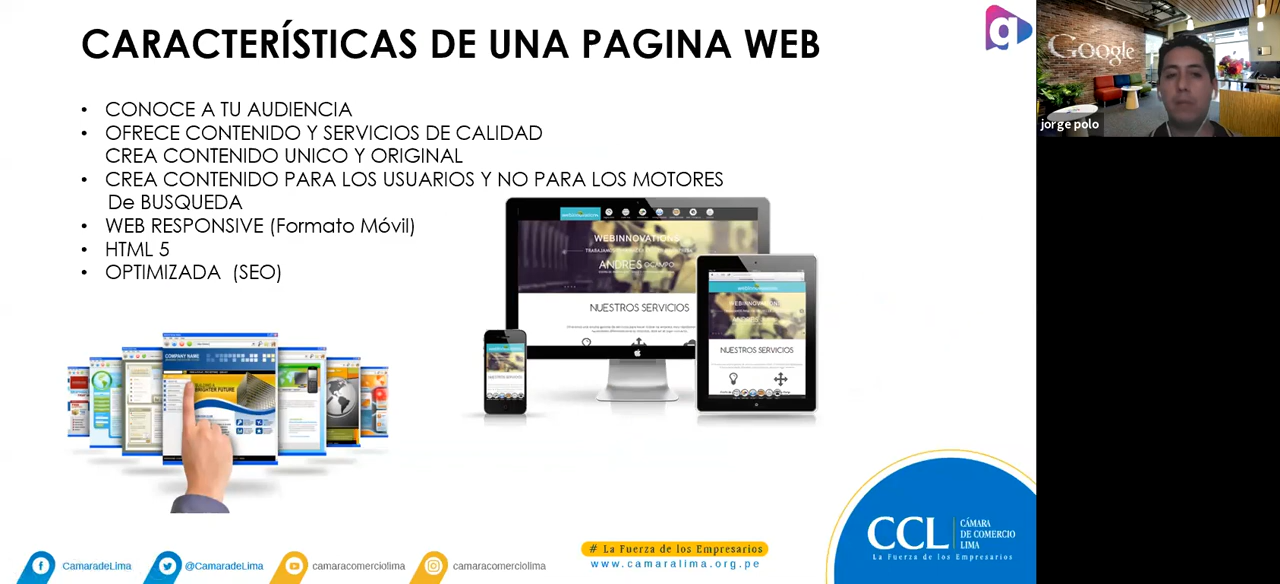 CARACTERÍSTICAS DE UNA PAGINA WEB
g
Google
jorge polo
• CONOCE A TU AUDIENCIA
• OFRECE CONTENIDO Y SERVICIOS DE CALIDAD
CREA CONTENIDO UNICO Y ORIGINAL
• CREA CONTENIDO PARA LOS USUARIOS Y NO PARA LOS MOTORES
De BUSQUEDA
• WEB RESPONSIVE (Formato Móvil)
• HTML 5
• OPTIMIZADA (SEO)
WEBINNOVATIONS
ANDRES OCAMPO
NUESTROS SERVICIOS
NUESTROS SERVICIOS
COMPANY NAME
BRIGHTER FUTURE
CCL
CÁMARA
DE COMERCIO
LIMA
La Fuerza de los Empresarios
CamaradeLima
@CamaradeLima
camaracomerciolima
camaracomerciolima
# La Fuerza de los Empresarios
www.camaralima.org.pe